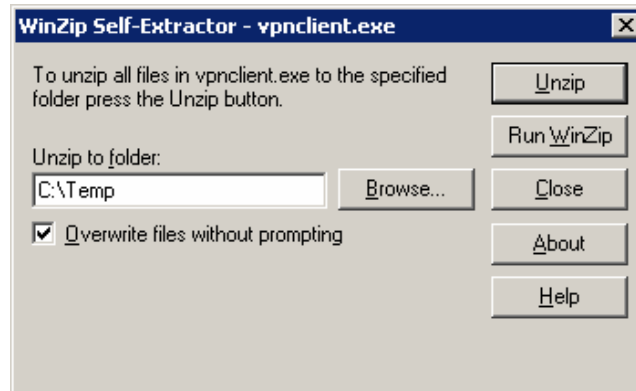 WinZip Self-Extractor - vpnclient.exe
To unzip all files in vpnclient.exe to the specified
folder press the Unzip button.
Unzip to folder:
C:\Temp
Browse...
Overwrite files without prompting
Unzip
Run WinZip
Close
About
Help